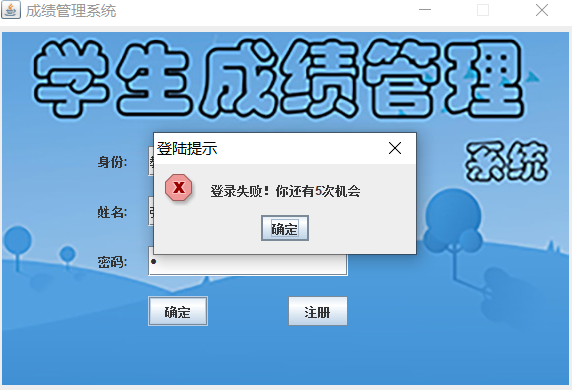 成绩管理系统
学生成绩管理
系统
登陆提示
身份:
登录失败！你还有5次机会
姓名:
确定
密码: •
确定 注册